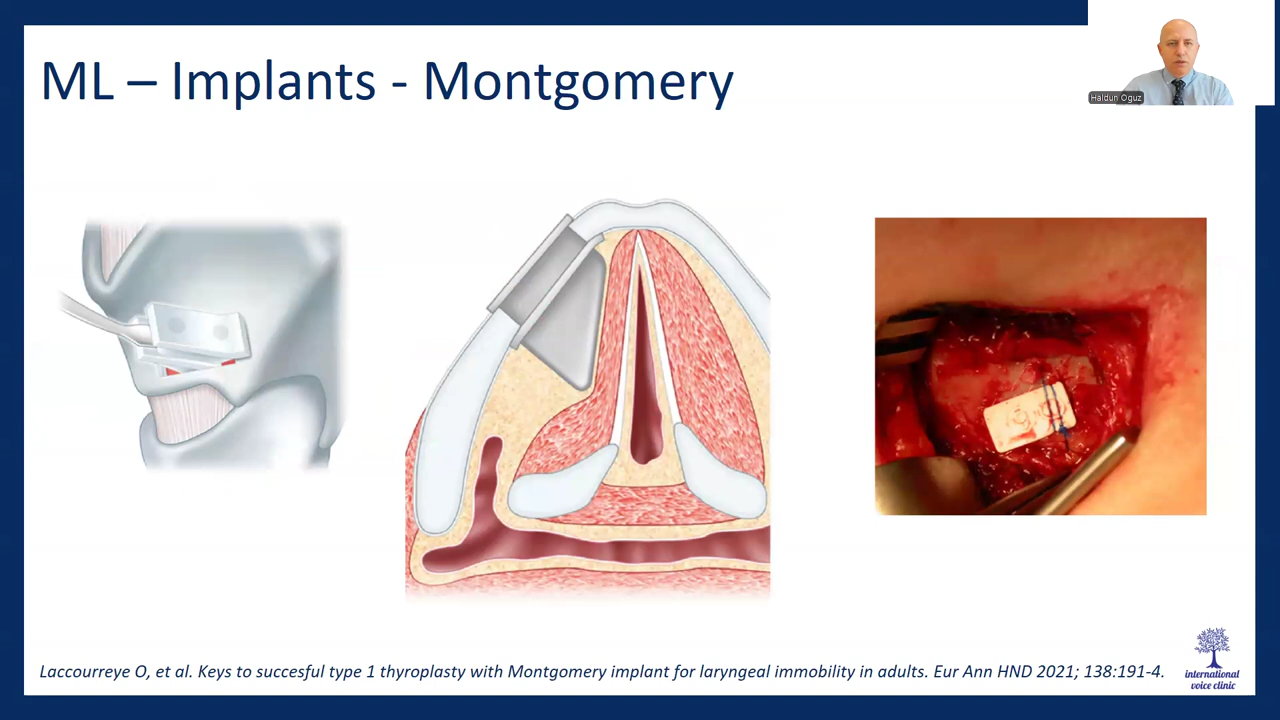 ML – Implants - Montgomery
Haldun Oguz
Laccourreye O, et al. Keys to succesful type 1 thyroplasty with Montgomery implant for laryngeal immobility in adults. Eur Ann HND 2021; 138:191-4.
international
voice clinic